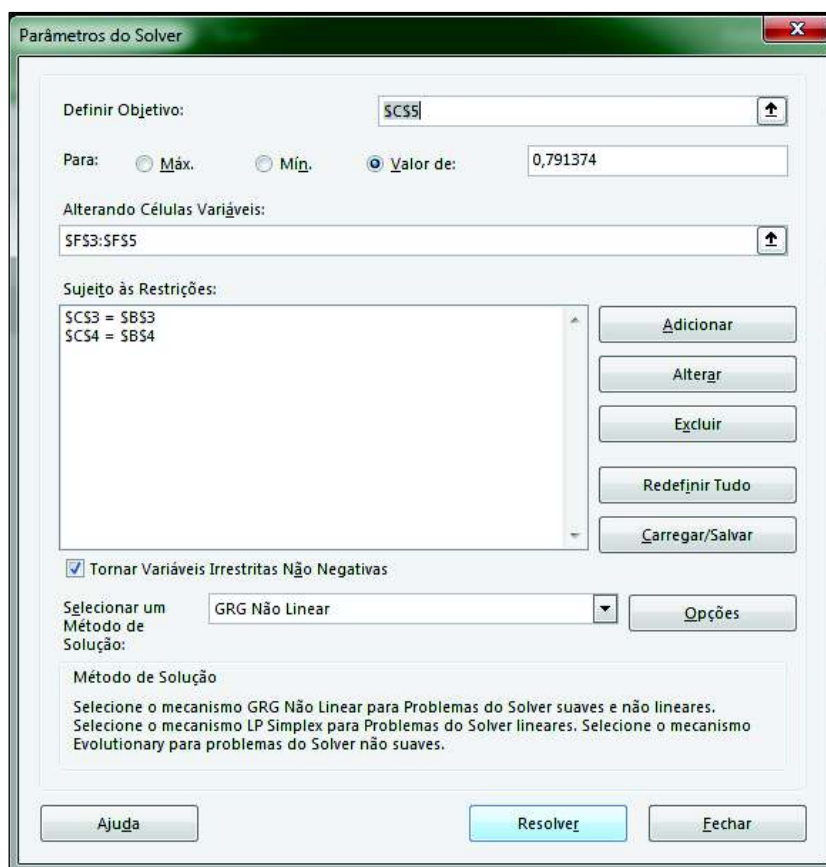 Parâmetros do Solver
X
Definir Objetivo:
$C$5
Para:
Máx.
Mín.
Valor de:
0,791374
Alterando Células Variáveis:
$F$3:$F$5
Sujeito às Restrições:
$C$3 = $B$3
$C$4 = $B$4
Adicionar
Alterar
Excluir
Redefinir Tudo
Carregar/Salvar
Tornar Variáveis Irrestritas Não Negativas
Selecionar um
Método de
Solução:
GRG Não Linear
Opções
Método de Solução
Selecione o mecanismo GRG Não Linear para Problemas do Solver suaves e não lineares.
Selecione o mecanismo LP Simplex para Problemas do Solver lineares. Selecione o mecanismo
Evolutionary para problemas do Solver não suaves.
Ajuda
Resolver
Fechar